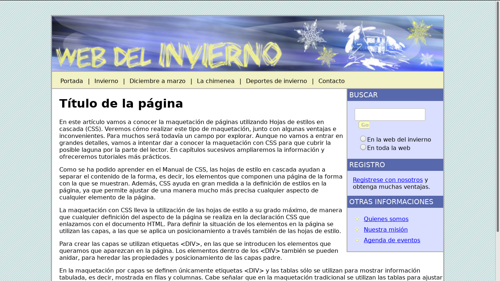 WEB DEL INVIERNO
Portada | Invierno | Diciembre a marzo | La chimenea | Deportes de invierno | Contacto
Título de la página
En este artículo vamos a conocer la maquetación de páginas utilizando Hojas de estilos en
cascada (CSS). Veremos cómo realizar este tipo de maquetación, junto con algunas ventajas e
inconvenientes. Para muchos será todavía un campo por explorar. Aunque no vamos a entrar en
grandes detalles, vamos a intentar dar a conocer la maquetación con CSS para que cubrir la
posible laguna por la parte del lector. En capítulos sucesivos ampliaremos la información y
ofreceremos tutoriales más prácticos.
Como se ha podido aprender en el Manual de CSS, las hojas de estilo en cascada ayudan a
separar el contenido de la forma, es decir, los elementos que componen una página de la forma
con la que se muestran. Además, CSS ayuda en gran medida a la definición de estilos en la
página, ya que permite ajustar de una manera mucho más precisa cualquier aspecto de
cualquier elemento de la página.
La maquetación con CSS lleva la utilización de las hojas de estilo a su grado máximo, de manera
que cualquier definición del aspecto de la página se realiza en la declaración que
enlazamos con el documento HTML. Para definir la situación de los elementos en la página se
utilizan las capas, a las que se aplica un posicionamiento a través también de las hojas de estilo.
Para crear las capas se utilizan etiquetas <DIV>, en las que se introducen los elementos que
queramos que aparezcan en la página. Los elementos dentro de los <DIV> también se pueden
anidar, para heredar las propiedades y posicionamiento de las capas padre.
En la maquetación por capas se definen únicamente etiquetas <DIV> y las tablas sólo se utilizan para mostrar información
tabulada, es decir, mostrada en filas y columnas. Cabe señalar que en la maquetación tradicional se utilizan las tablas para ajustar
BUSCAR
En la web del invierno
En toda la web
REGISTRO
Regístrese con nosotros y
obtenga muchas ventajas.
OTRAS INFORMACIONES
Quienes somos
Nuestra misión
Agenda de eventos